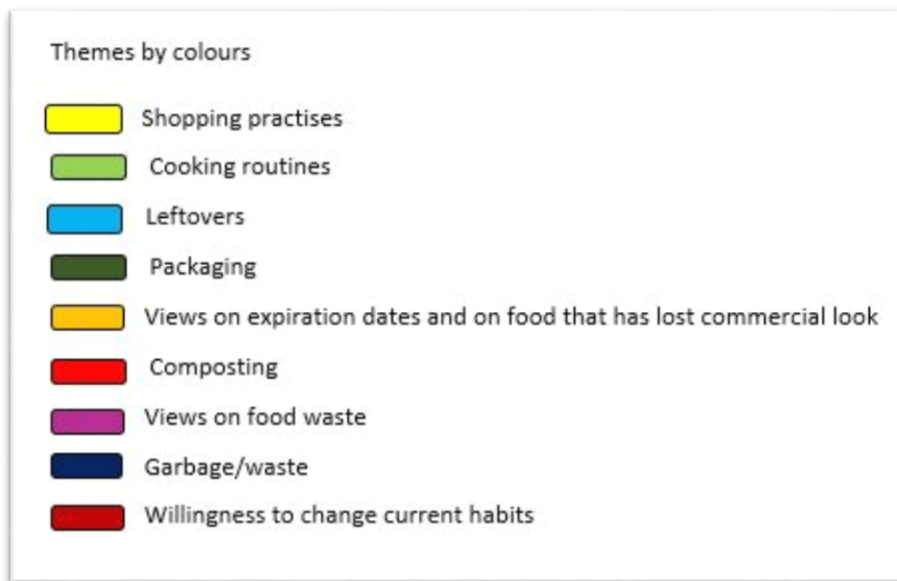 Themes by colours
Shopping practises
Cooking routines
Leftovers
Packaging
Views on expiration dates and on food that has lost commercial look
Composting
Views on food waste
Garbage/waste
Willingness to change current habits